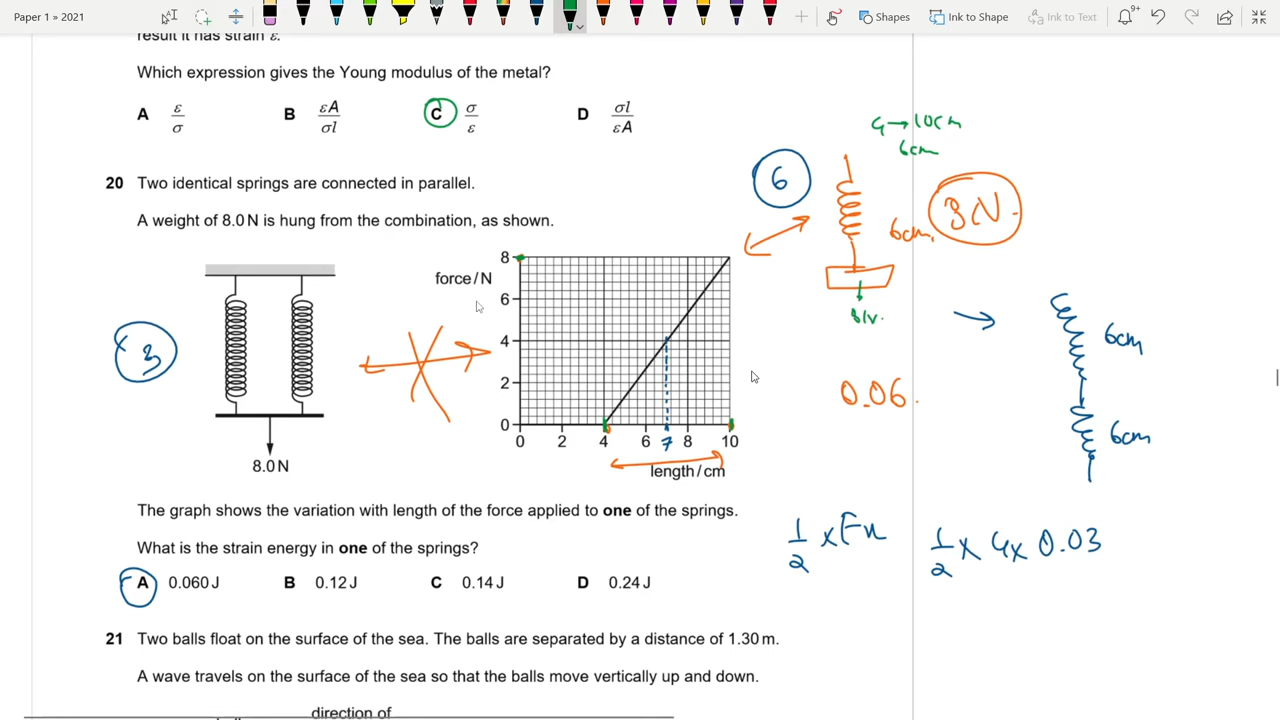 Paper 1 » 2021
Shapes
Ink to Shape
Ink to Text
9+
result it has strain ε.
Which expression gives the Young modulus of the metal?
A ε/σ B εA/σl C σ/ε D σl/εA
4→10cm
6cm
20 Two identical springs are connected in parallel.
A weight of 8.0 N is hung from the combination, as shown.
6
3N
6cm
8N
force/N
8
6
4
2
0
0 2 4 6 7 8 10
length/cm
3
8.0 N
0.06
6cm
6cm
The graph shows the variation with length of the force applied to one of the springs.
What is the strain energy in one of the springs?
1/2 x Fx 1/2 x 4x 0.03
A 0.060 J B 0.12 J C 0.14 J D 0.24 J
21 Two balls float on the surface of the sea. The balls are separated by a distance of 1.30 m.
A wave travels on the surface of the sea so that the balls move vertically up and down.
direction of